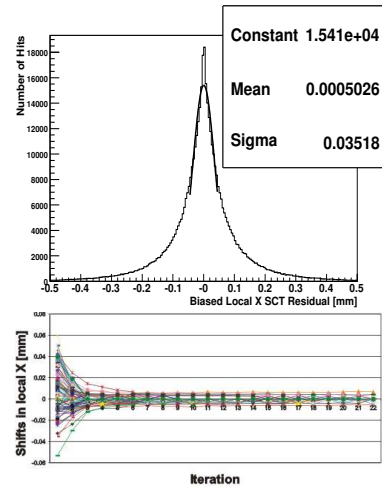 Constant 1.541e+04
Mean 0.0005026
Sigma 0.03518
Number of Hits
18000
16000
14000
12000
10000
8000
6000
4000
2000
0
-0.5 -0.4 -0.3 -0.2 -0.1 -0 0.1 0.2 0.3 0.4 0.5
Biased Local X SCT Residual [mm]
Shifts in local X [mm]
0.08
0.06
0.04
0.02
0
-0.02
-0.04
-0.06
6 7 8 9 10 11 12 13 14 15 16 17 18 19 20 21 22
Iteration